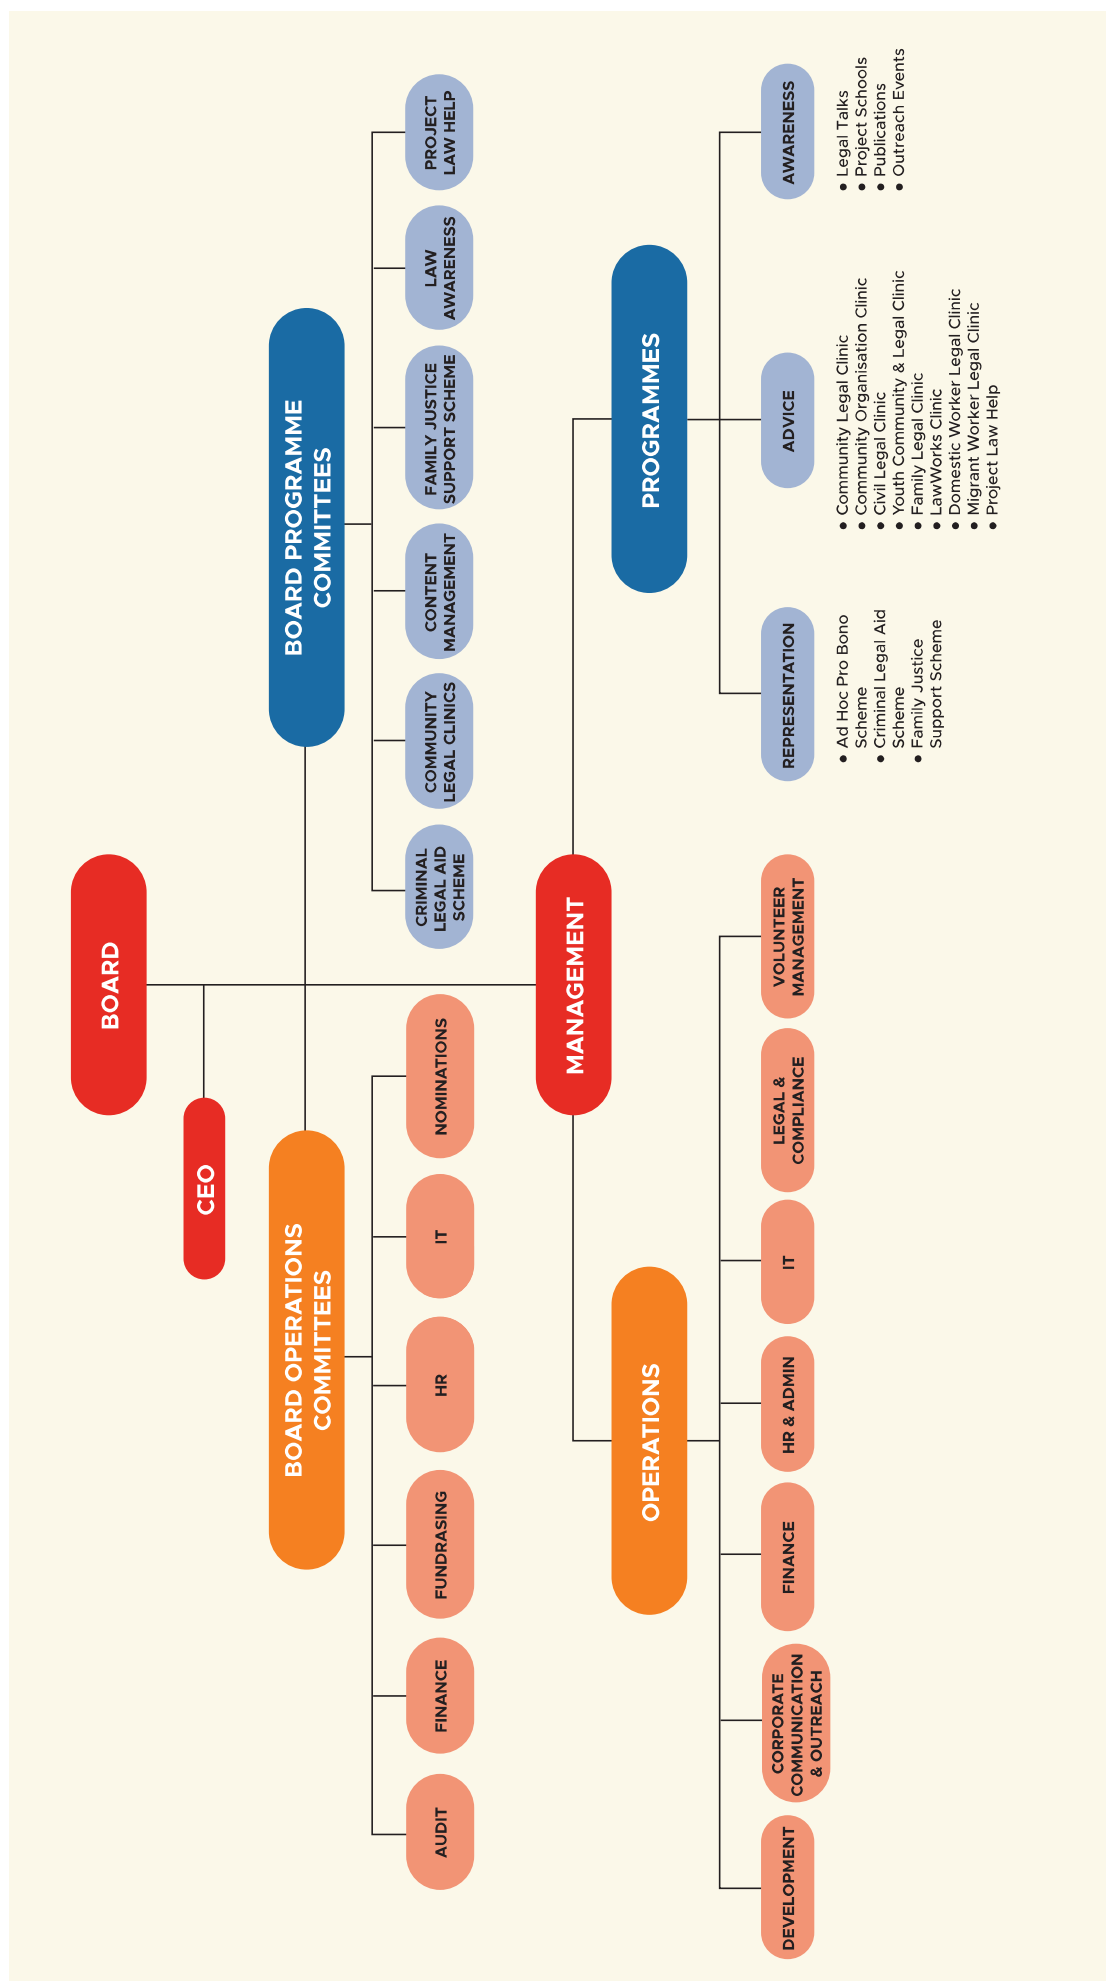 BOARD
CEO
BOARD OPERATIONS
COMMITTEES
BOARD PROGRAMME
COMMITTEES
AUDIT
FINANCE
FUNDRASING
HR
IT
NOMINATIONS
CRIMINAL
LEGAL AID
SCHEME
COMMUNITY
LEGAL CLINICS
CONTENT
MANAGEMENT
FAMILY JUSTICE
SUPPORT SCHEME
LAW
AWARENESS
PROJECT
LAW HELP
MANAGEMENT
OPERATIONS
PROGRAMMES
DEVELOPMENT
CORPORATE
COMMUNICATION
& OUTREACH
FINANCE
HR & ADMIN
IT
LEGAL &
COMPLIANCE
VOLUNTEER
MANAGEMENT
REPRESENTATION
• Ad Hoc Pro Bono
Scheme
• Criminal Legal Aid
Scheme
• Family Justice
Support Scheme
ADVICE
• Community Legal Clinic
• Community Organisation Clinic
• Civil Legal Clinic
• Youth Community & Legal Clinic
• Family Legal Clinic
• LawWorks Clinic
• Domestic Worker Legal Clinic
• Migrant Worker Legal Clinic
• Project Law Help
AWARENESS
• Legal Talks
• Project Schools
• Publications
• Outreach Events